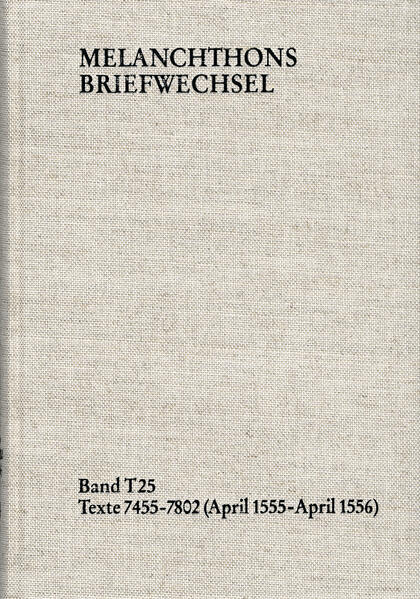 MELANCHTHONS
BRIEFWECHSEL
Band T25
Texte 7455-7802 (April 1555-April 1556)